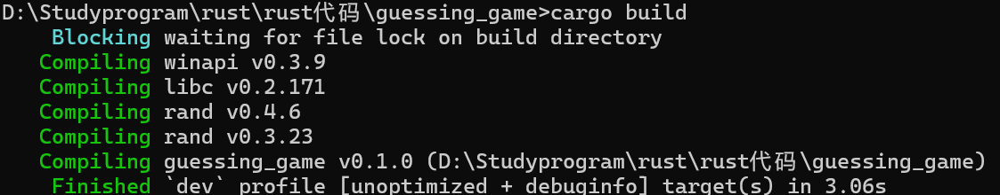 D:\Studyprogram\rust\rust代码\guessing_game>cargo build
Blocking waiting for file lock on build directory
Compiling winapi v0.3.9
Compiling libc v0.2.171
Compiling rand v0.4.6
Compiling rand v0.3.23
Compiling guessing_game v0.1.0 (D:\Studyprogram\rust\rust代码\guessing_game)
Finished `dev` profile [unoptimized + debuginfo] target(s) in 3.06s